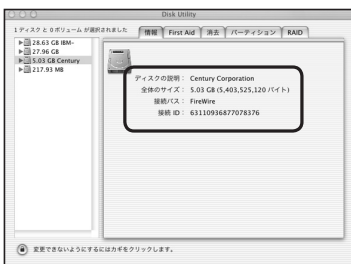 Disk Utility
1 ディスク と 0 ボリューム が選択されました
情報 First Aid 消去 パーティション RAID
28.63 GB IBM-
27.96 GB
5.03 GB Century
217.93 MB
ディスクの説明： Century Corporation
全体のサイズ： 5.03 GB (5,403,525,120 バイト)
接続バス： FireWire
接続 ID： 63110936877078376
変更できないようにするにはカギをクリックします。